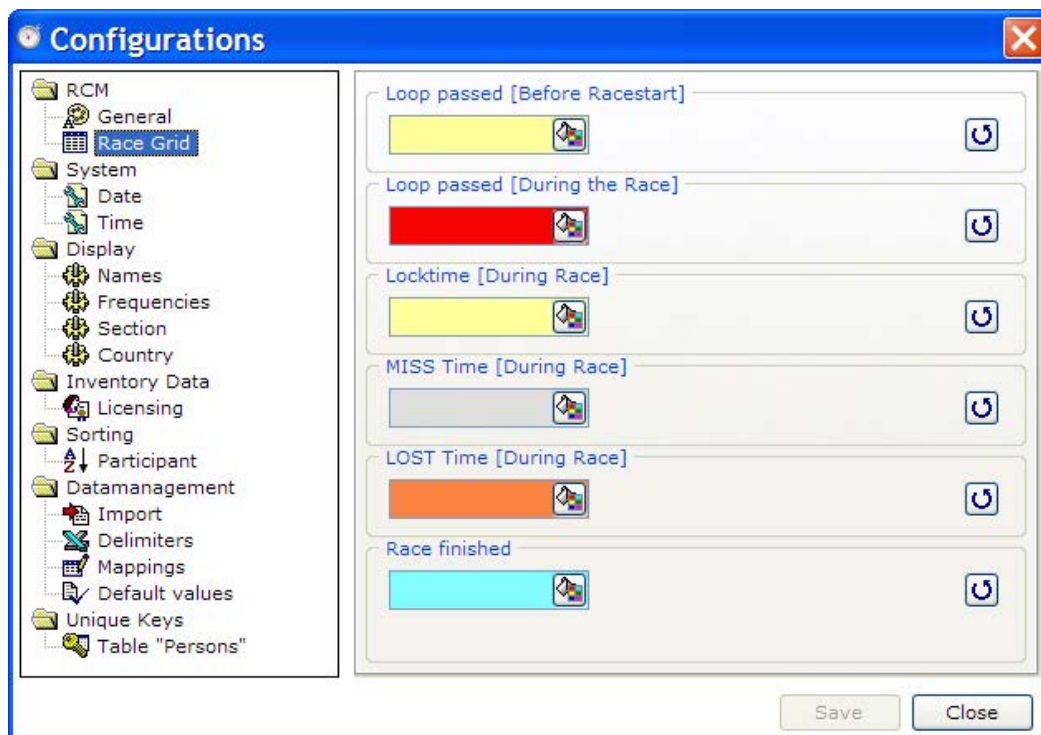 Configurations
RCM
General
Race Grid
System
Date
Time
Display
Names
Frequencies
Section
Country
Inventory Data
Licensing
Sorting
Participant
Datamanagement
Import
Delimiters
Mappings
Default values
Unique Keys
Table "Persons"
Loop passed [Before Racestart]
Loop passed [During the Race]
Locktime [During Race]
MISS Time [During Race]
LOST Time [During Race]
Race finished
Save
Close